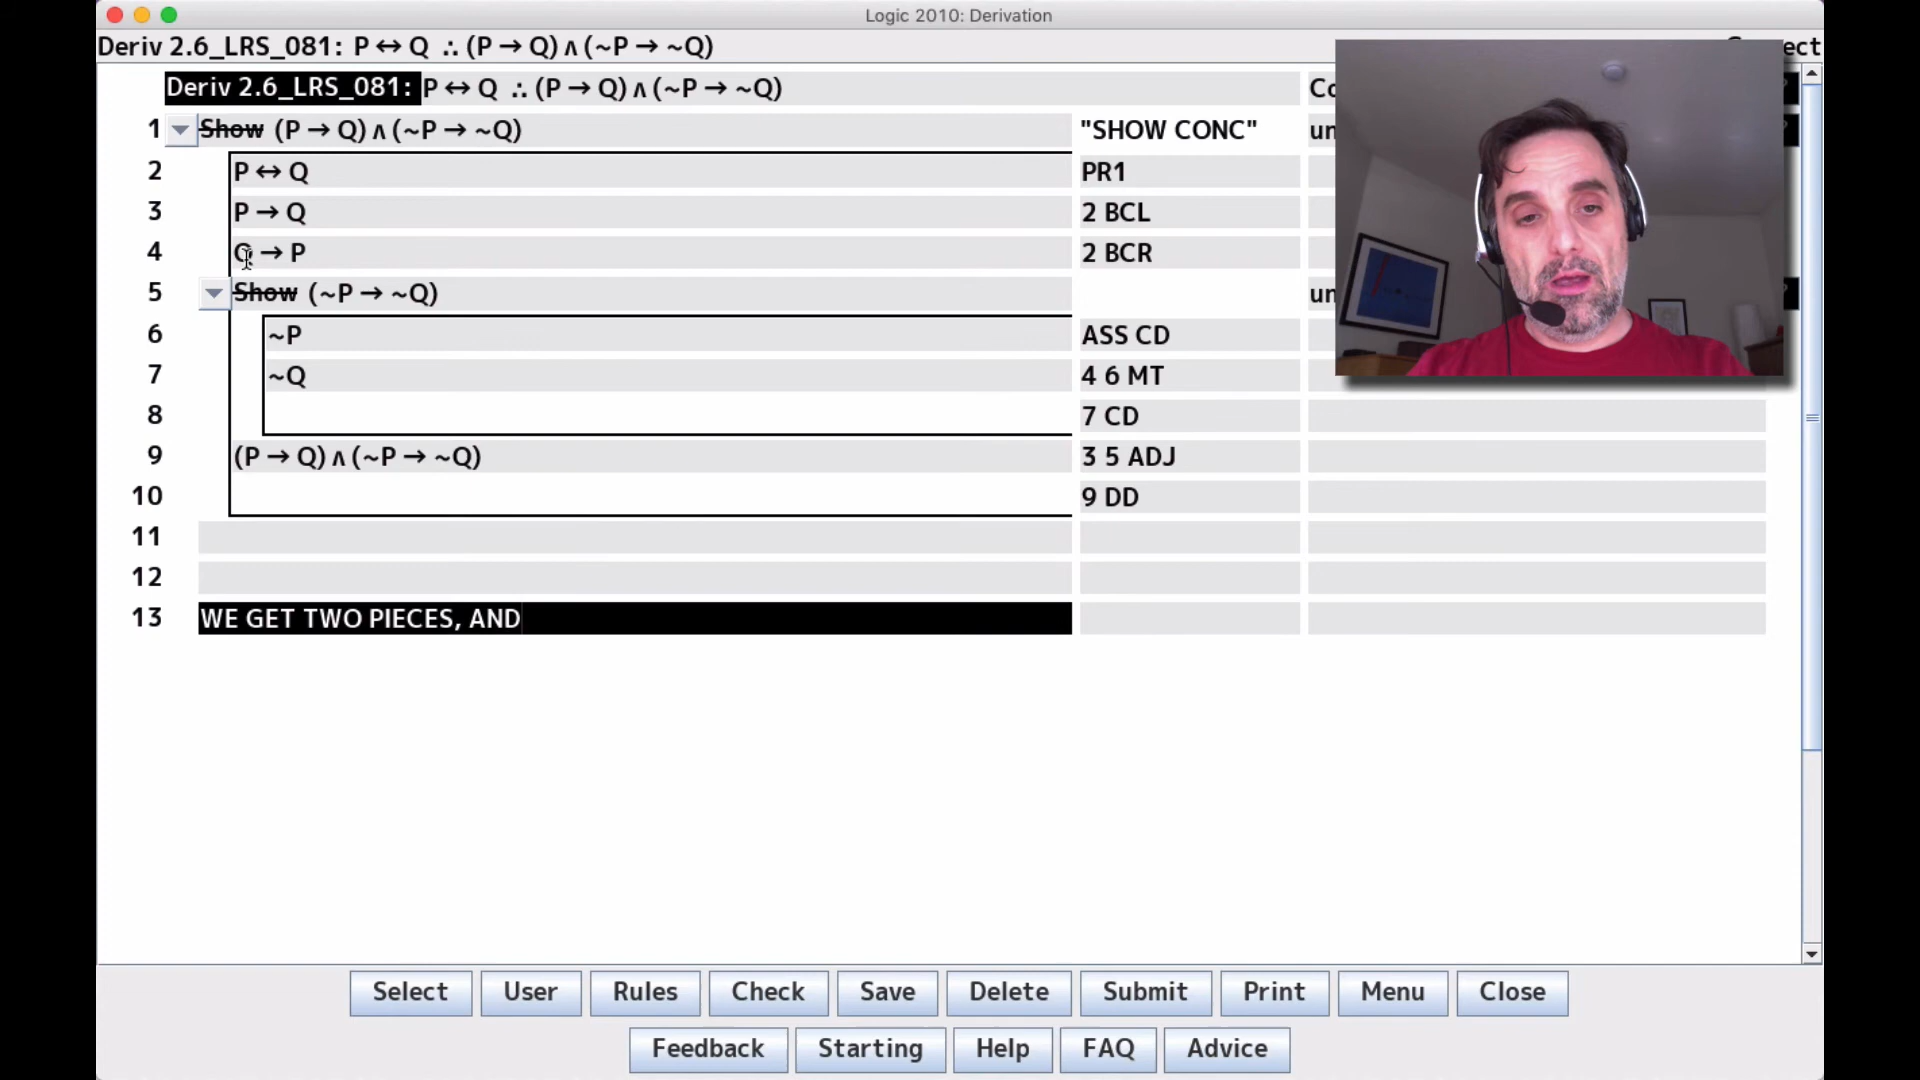 Logic 2010: Derivation
Deriv 2.6_LRS_081: P ↔ Q ∴ (P → Q) ∧ (~P → ~Q)
Deriv 2.6_LRS_081: P ↔ Q ∴ (P → Q) ∧ (~P → ~Q)
1 Show (P → Q) ∧ (~P → ~Q) "SHOW CONC"
2 P ↔ Q PR1
3 P → Q 2 BCL
4 Q → P 2 BCR
5 Show (~P → ~Q)
6 ~P ASS CD
7 ~Q 4 6 MT
8 7 CD
9 (P → Q) ∧ (~P → ~Q) 3 5 ADJ
10 9 DD
11
12
13 WE GET TWO PIECES, AND
Select User Rules Check Save Delete Submit Print Menu Close
Feedback Starting Help FAQ Advice